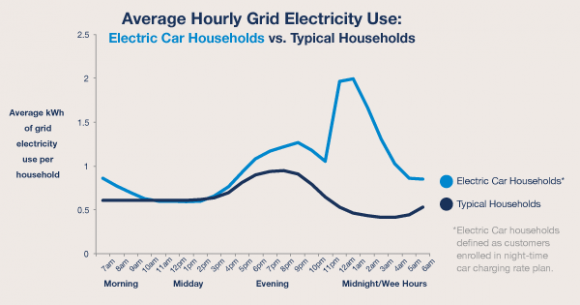 Average Hourly Grid Electricity Use:
Electric Car Households vs. Typical Households
Average kWh
of grid
electricity
use per
household
2.5
2
1.5
1
0.5
0
7am 8am 9am 10am 11am 12pm 1pm 2pm 3pm 4pm 5pm 6pm 7pm 8pm 9pm 10pm 11pm 12am 1am 2am 3am 4am 5am 6am
Morning Midday Evening Midnight/Wee Hours
Electric Car Households*
Typical Households
*Electric Car households
defined as customers
enrolled in night-time
car charging rate plan.